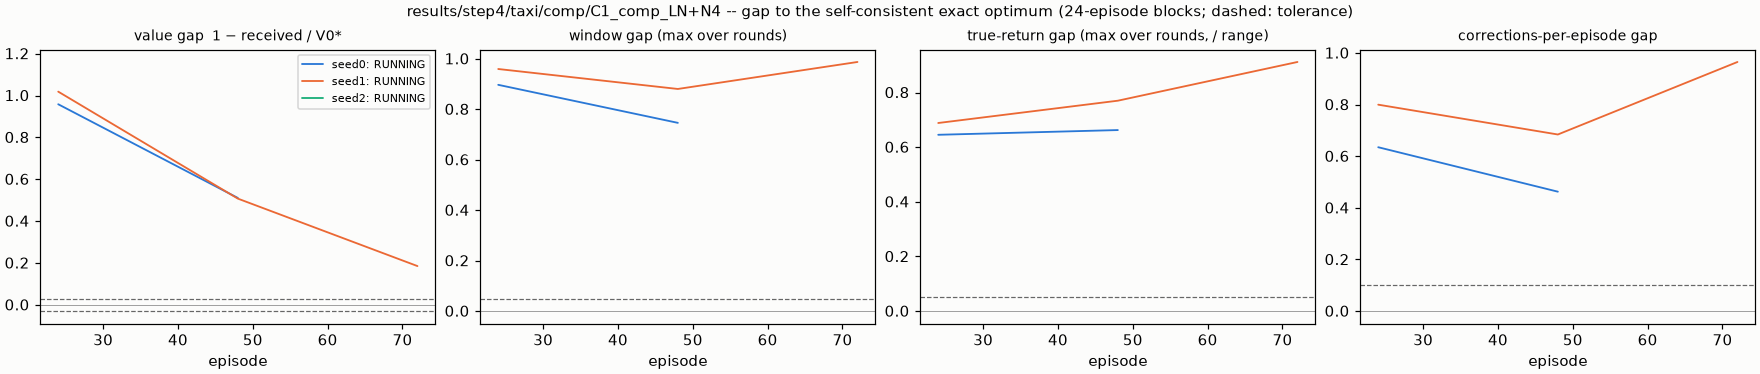 results/step4/taxi/comp/C1_comp_LN+N4 -- gap to the self-consistent exact optimum (24-episode blocks; dashed: tolerance)
value gap  1 − received / V0*
1.2
1.0
0.8
0.6
0.4
0.2
0.0
seed0: RUNNING
seed1: RUNNING
seed2: RUNNING
30 40 50 60 70
episode
window gap (max over rounds)
1.0
0.8
0.6
0.4
0.2
0.0
30 40 50 60 70
episode
true-return gap (max over rounds, / range)
0.8
0.6
0.4
0.2
0.0
30 40 50 60 70
episode
corrections-per-episode gap
1.0
0.8
0.6
0.4
0.2
0.0
30 40 50 60 70
episode